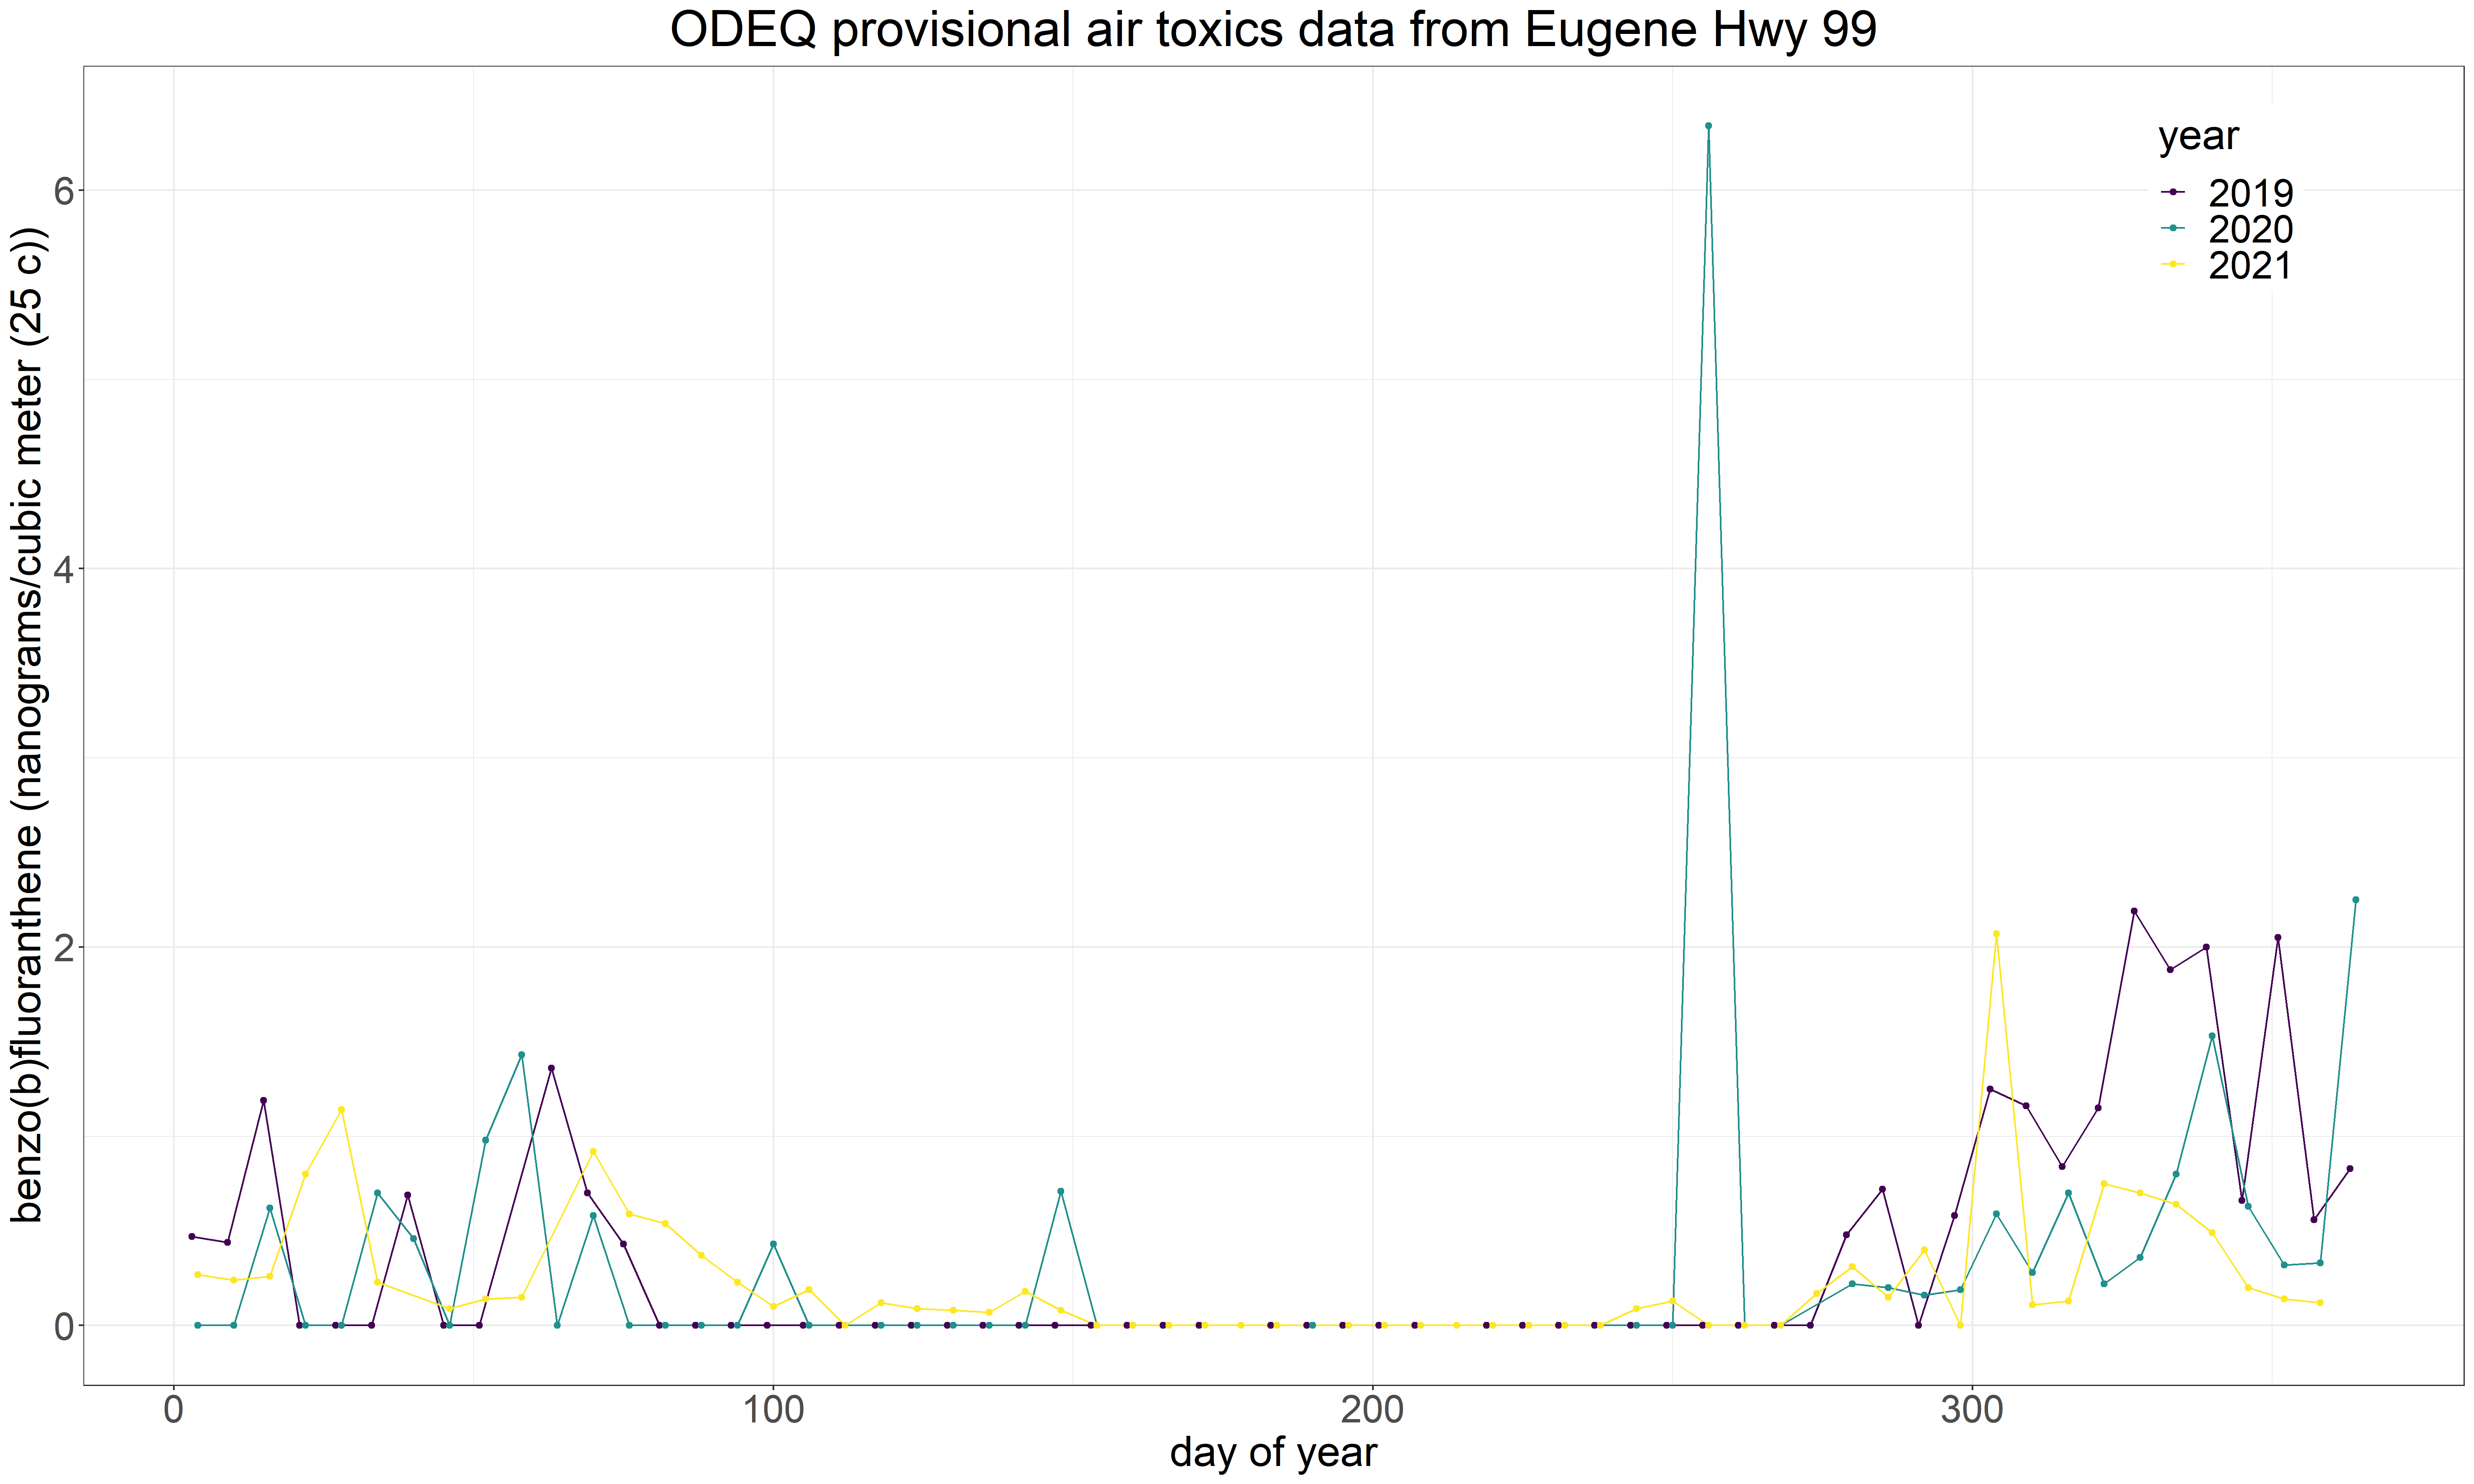 ODEQ provisional air toxics data from Eugene Hwy 99
benzo(b)fluoranthene (nanograms/cubic meter (25 c))
6
4
2
0
year
2019
2020
2021
0 100 200 300
day of year